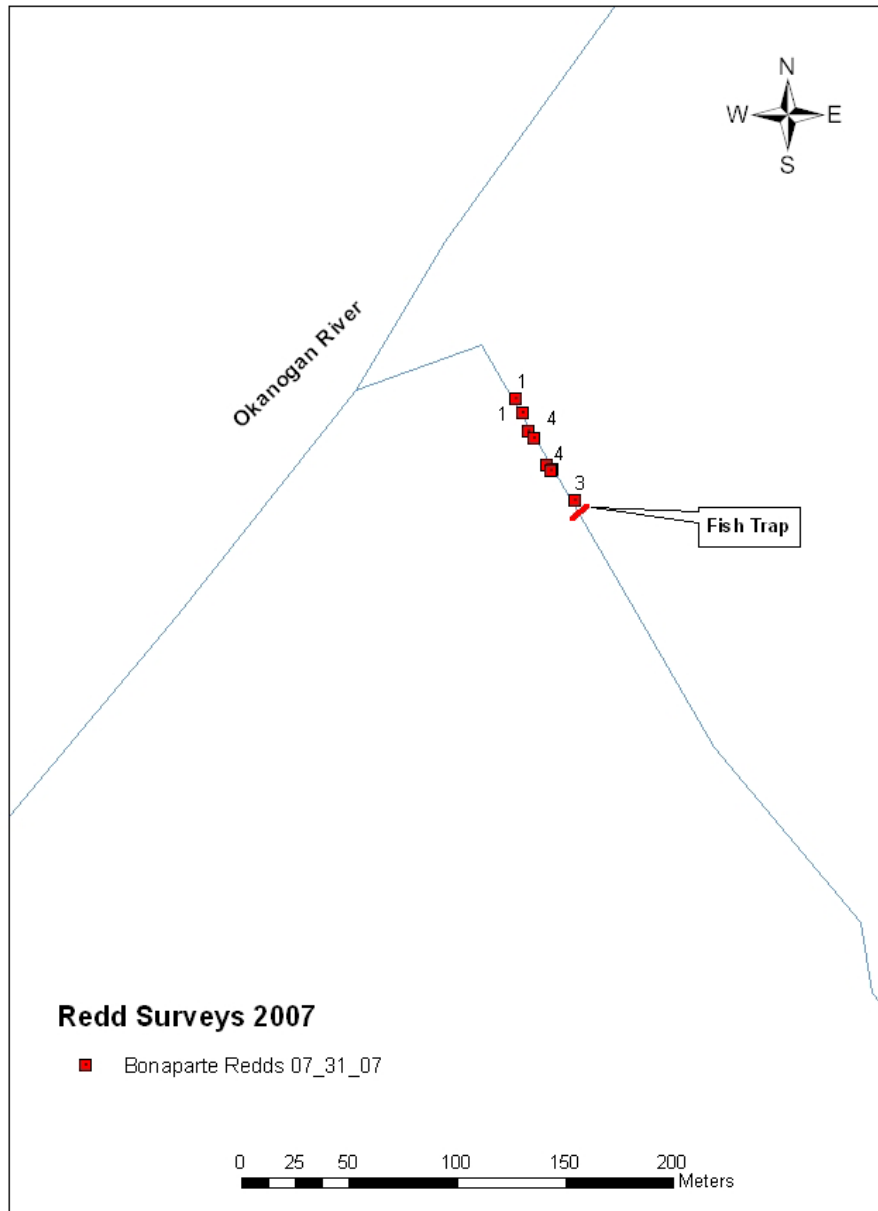 N
W E
S
Okanogan River
1
1 4
4
3
Fish Trap
Redd Surveys 2007
Bonaparte Redds 07_31_07
0 25 50 100 150 200
Meters